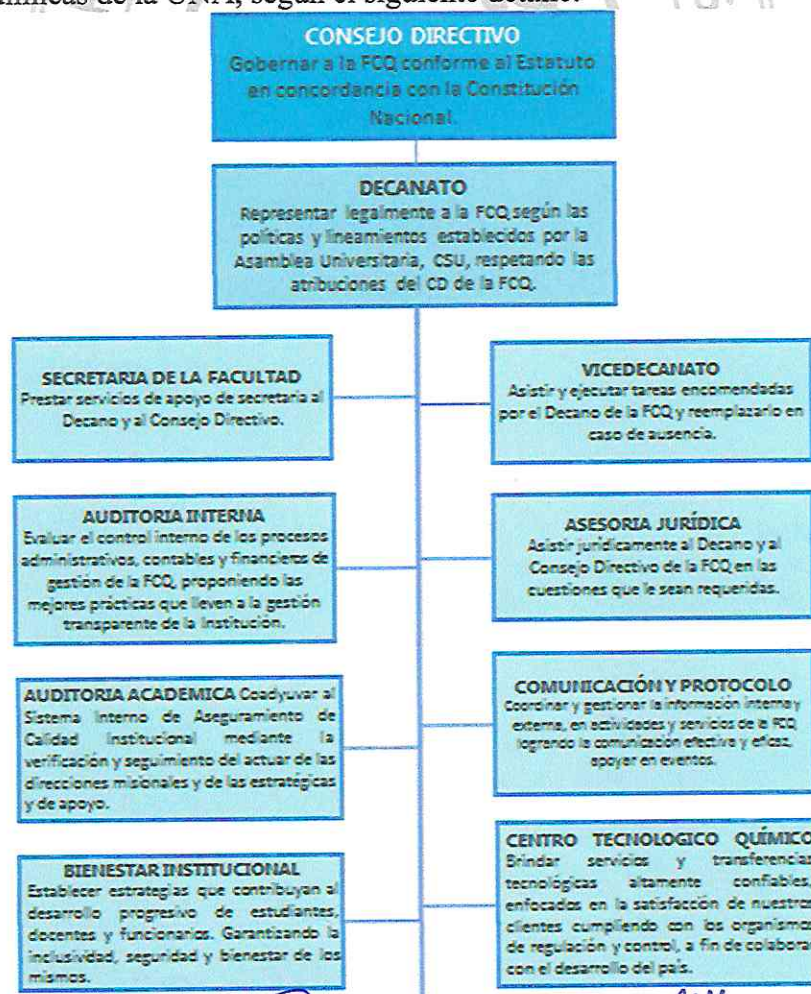 de la UNA, según el siguiente detalle:
CONSEJO DIRECTIVO
Gobernar a la FCQ conforme al Estatuto
en concordancia con la Constitución
Nacional.
DECANATO
Representar legalmente a la FCQ según las
políticas y lineamientos establecidos por la
Asamblea Universitaria, CSU, respetando las
atribuciones del CD de la FCQ.
SECRETARIA DE LA FACULTAD
Prestar servicios de apoyo de secretaria al
Decano y al Consejo Directivo.
VICEDECANATO
Asistir y ejecutar tareas encomendadas
por el Decano de la FCQ y reemplazarlo en
caso de ausencia.
AUDITORIA INTERNA
Evaluar el control interno de los procesos
administrativos, contables y financieros de
gestión de la FCQ, proponiendo las
mejores prácticas que lleven a la gestión
transparente de la Institución.
ASESORIA JURÍDICA
Asistir jurídicamente al Decano y al
Consejo Directivo de la FCQ en las
cuestiones que le sean requeridas.
AUDITORIA ACADEMICA Coadyuvar al
Sistema Interno de Aseguramiento de
Calidad Institucional mediante la
verificación y seguimiento del actuar de las
direcciones misionales y de las estratégicas
y de apoyo.
COMUNICACIÓN Y PROTOCOLO
Coordinar y gestionar la información interna y
externa, en actividades y servicios de la FCQ
logrando la comunicación efectiva y eficaz,
apoyar en eventos.
BIENESTAR INSTITUCIONAL
Establecer estrategias que contribuyan al
desarrollo progresivo de estudiantes,
docentes y funcionarios. Garantizando la
inclusividad, seguridad y bienestar de los
mismos.
CENTRO TECNOLOGICO QUÍMICO
Brindar servicios y transferencias
tecnológicas altamente confiables,
enfocados en la satisfacción de nuestros
clientes cumpliendo con los organismos
de regulación y control, a fin de colabora
con el desarrollo del país.